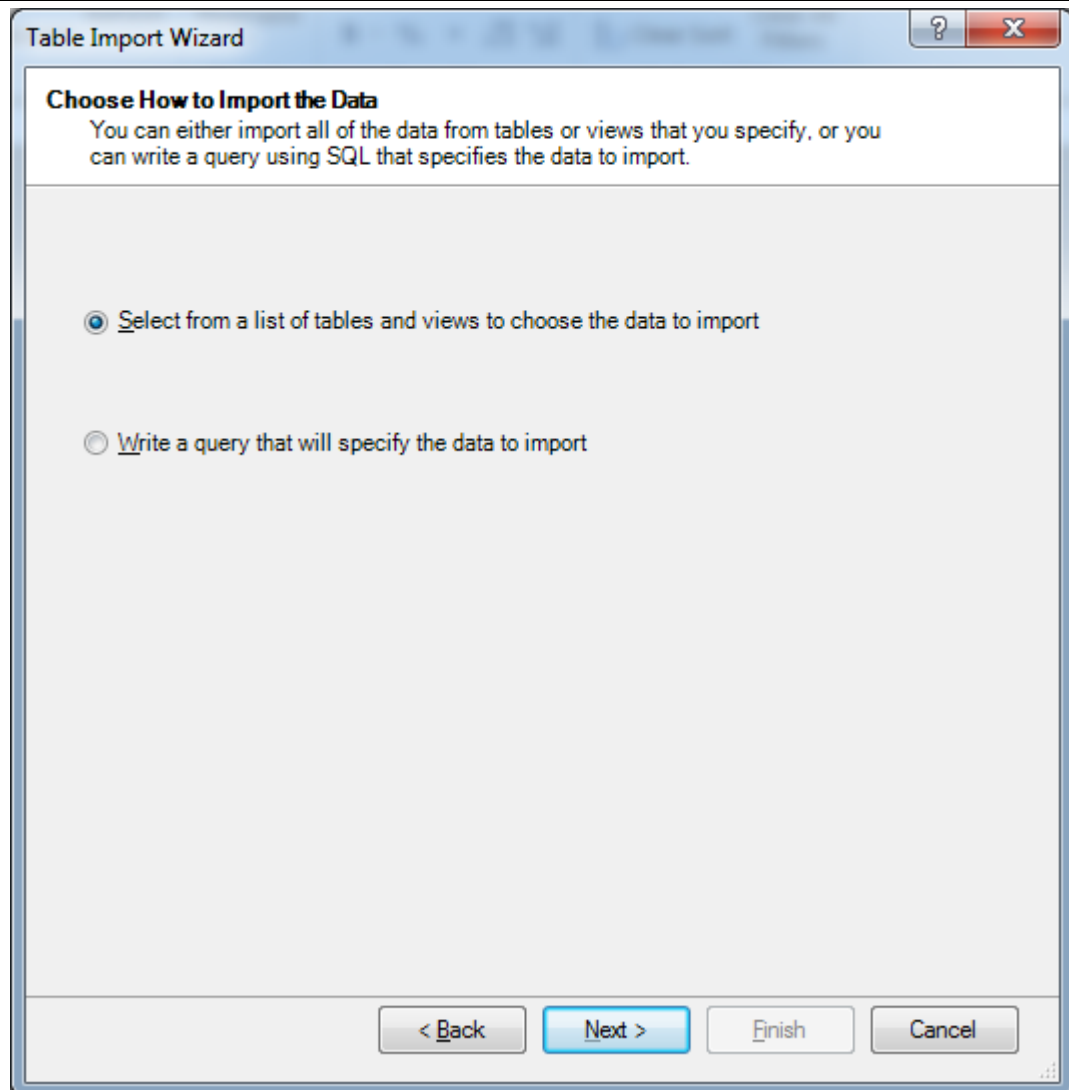 Table Import Wizard
?
X
Choose How to Import the Data
You can either import all of the data from tables or views that you specify, or you
can write a query using SQL that specifies the data to import.
Select from a list of tables and views to choose the data to import
Write a query that will specify the data to import
< Back Next > Finish Cancel